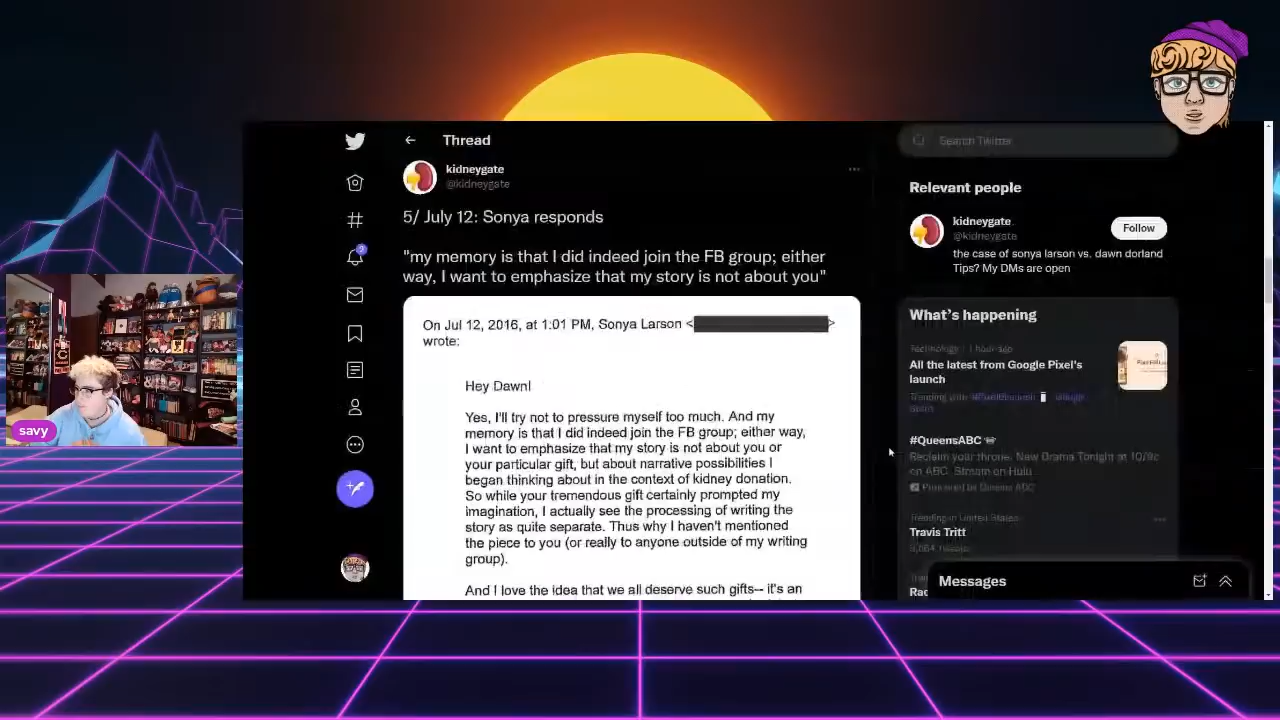 Thread
kidneygate
@kidneygate
5/ July 12: Sonya responds
"my memory is that I did indeed join the FB group; either
way, I want to emphasize that my story is not about you"
On Jul 12, 2016, at 1:01 PM, Sonya Larson <
>
wrote:
Hey Dawn!
Yes, I'll try not to pressure myself too much. And my
memory is that I did indeed join the FB group; either way,
I want to emphasize that my story is not about you or
your particular gift, but about narrative possibilities I
began thinking about in the context of kidney donation.
So while your tremendous gift certainly prompted my
imagination, I actually see the processing of writing the
story as quite separate. Thus why I haven't mentioned
the piece to you (or really to anyone outside of my writing
group).
And I love the idea that we all deserve such gifts-- it's an
Search Twitter
Relevant people
kidneygate
@kidneygate
Follow
the case of sonya larson vs. dawn dorland
Tips? My DMs are open
What's happening
Technology · 1 hour ago
All the latest from Google Pixel's
launch
Trending with
#QueensABC
Reclaim your throne. New Drama Tonight at 10/9c
on ABC. Stream on Hulu
Promoted by Queens ABC
Trending in United States
Travis Tritt
Messages
savy